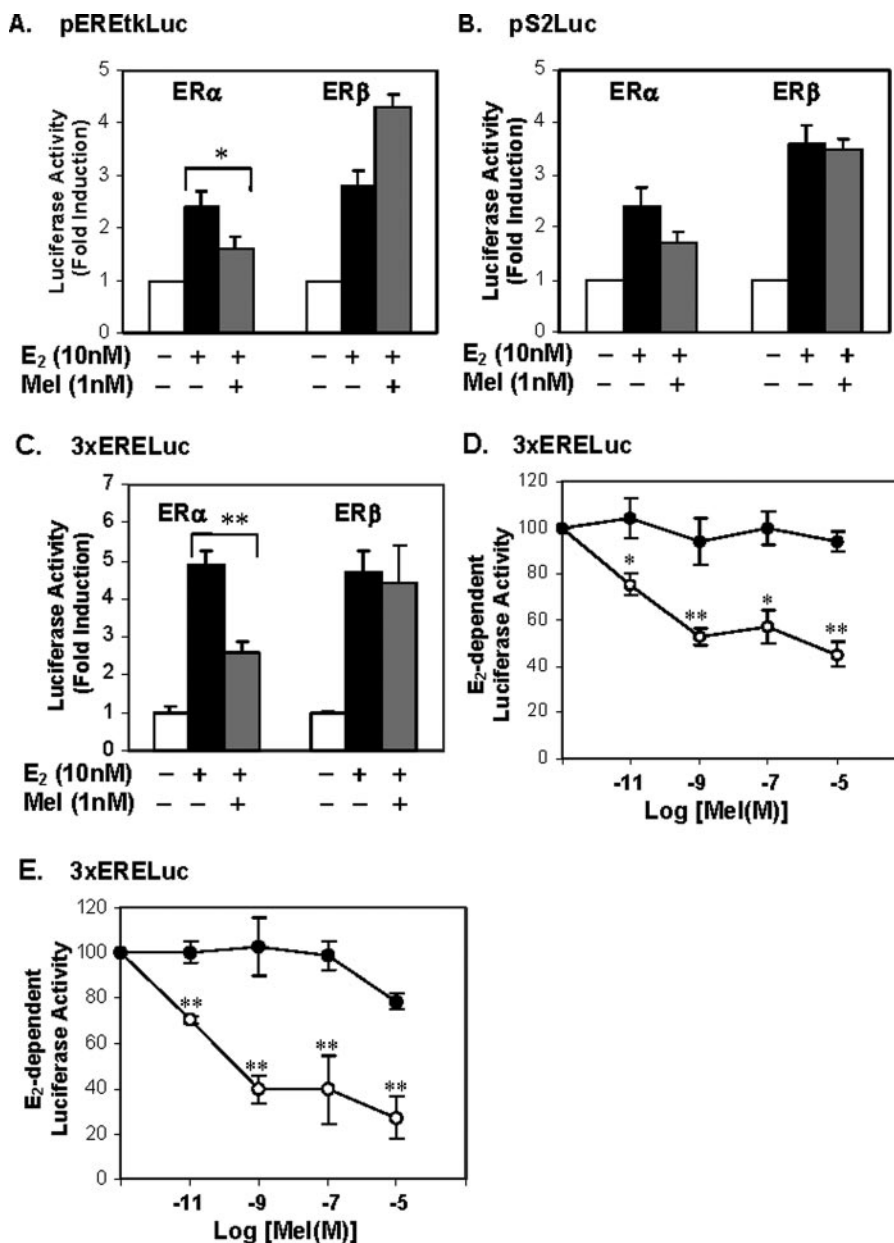 A. pEREtkLuc
Luciferase Activity
(Fold Induction)
5
4
3
2
1
0
ERα
ERβ
*
E₂ (10nM) – + + – + +
Mel (1nM) – – + – – +
B. pS2Luc
Luciferase Activity
(Fold Induction)
5
4
3
2
1
0
ERα
ERβ
E₂ (10nM) – + + – + +
Mel (1nM) – – + – – +
C. 3xERELuc
Luciferase Activity
(Fold Induction)
7
6
5
4
3
2
1
0
ERα
**
ERβ
E₂ (10nM) – + + – + +
Mel (1nM) – – + – – +
D. 3xERELuc
E₂-dependent
Luciferase Activity
120
100
80
60
40
20
0
*
**
*
**
-11 -9 -7 -5
Log [Mel(M)]
E. 3xERELuc
E₂-dependent
Luciferase Activity
120
100
80
60
40
20
0
**
**
**
**
-11 -9 -7 -5
Log [Mel(M)]